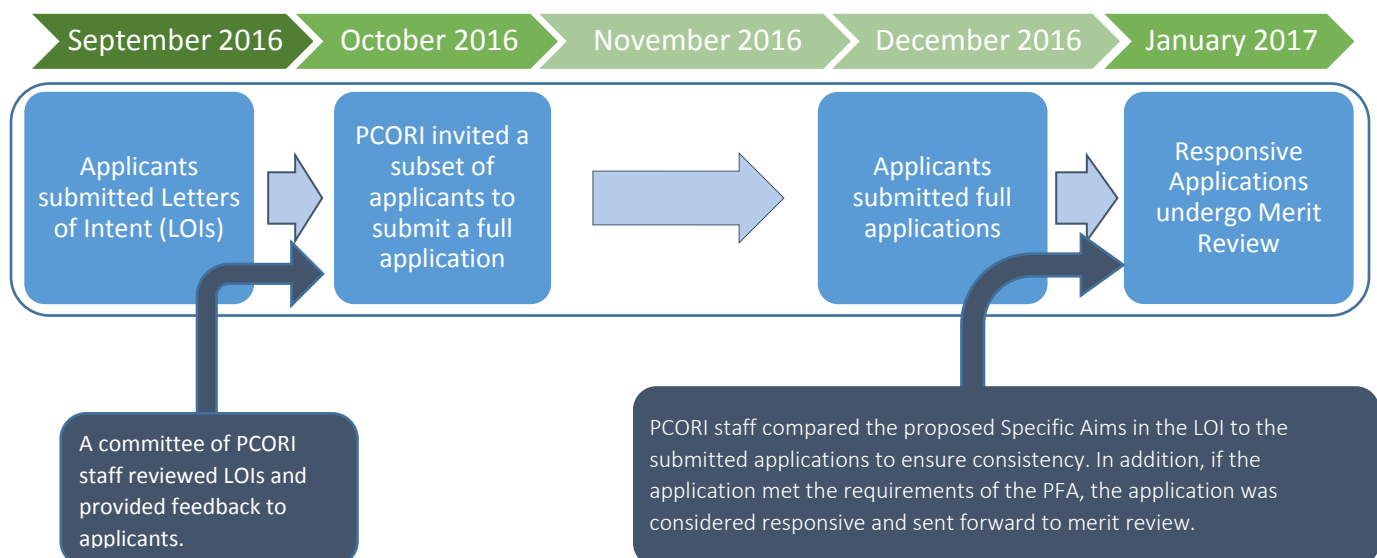 September 2016
October 2016
November 2016
December 2016
January 2017
Applicants
submitted Letters
of Intent (LOIs)
PCORI invited a
subset of
applicants to
submit a full
application
Applicants
submitted full
applications
Responsive
Applications
undergo Merit
Review
A committee of PCORI
staff reviewed LOIs and
provided feedback to
applicants.
PCORI staff compared the proposed Specific Aims in the LOI to the
submitted applications to ensure consistency. In addition, if the
application met the requirements of the PFA, the application was
considered responsive and sent forward to merit review.